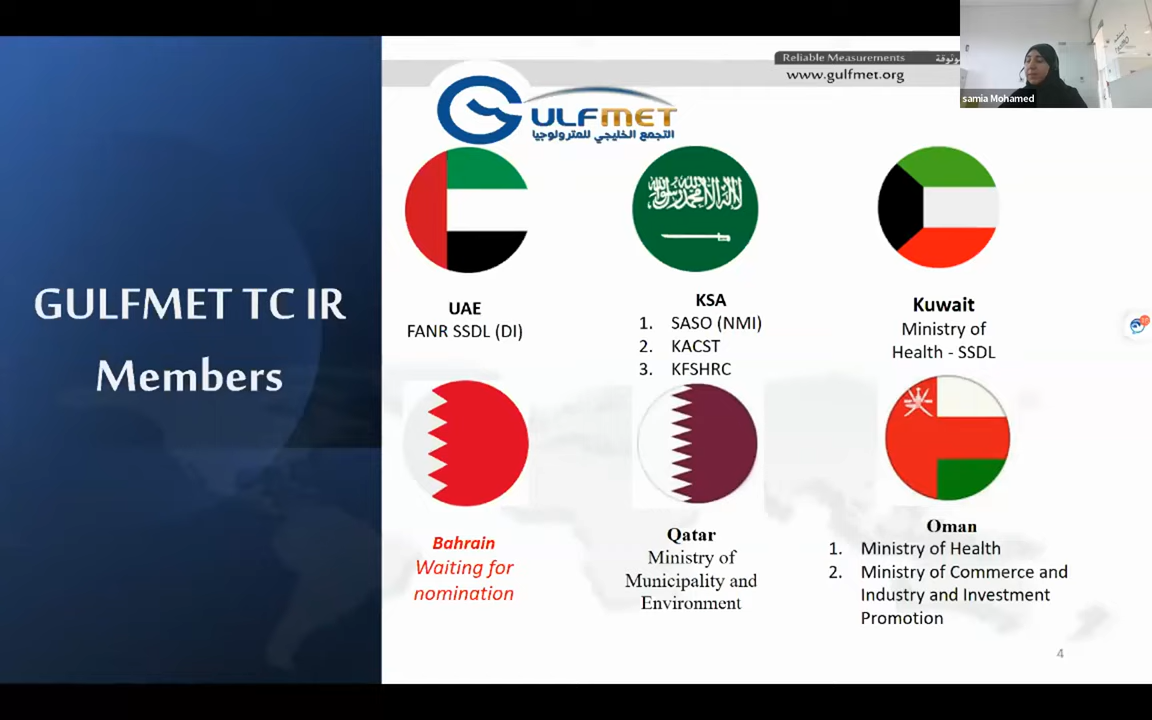 Reliable Measurements
www.gulfmet.org
samia Mohamed
GULFMET
التجمع الخليجي للمترولوجيا
GULFMET TC IR
Members
UAE
FANR SSDL (DI)
KSA
1. SASO (NMI)
2. KACST
3. KFSHRC
Kuwait
Ministry of
Health - SSDL
Bahrain
Waiting for
nomination
Qatar
Ministry of
Municipality and
Environment
Oman
1. Ministry of Health
2. Ministry of Commerce and
Industry and Investment
Promotion
4